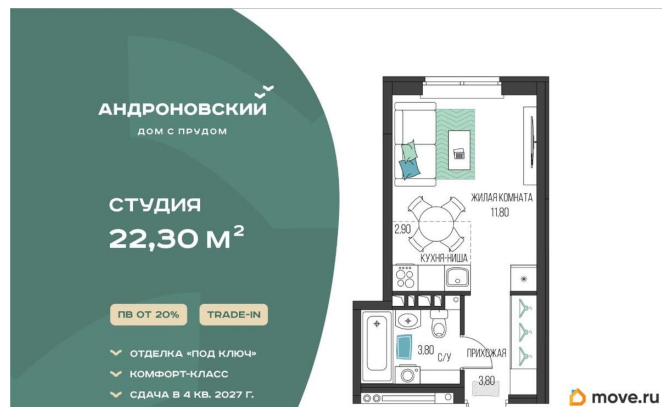 АНДРОНОВСКИЙ
ДОМ С ПРУДОМ
СТУДИЯ
22,30 М²
ПВ ОТ 20%
TRADE-IN
ОТДЕЛКА «ПОД КЛЮЧ»
КОМФОРТ-КЛАСС
СДАЧА В 4 КВ. 2027 Г.
ЖИЛАЯ КОМНАТА
11.80
2.90
КУХНЯ-НИША
3.80
С/У
ПРИХОЖАЯ
3.80
move.ru